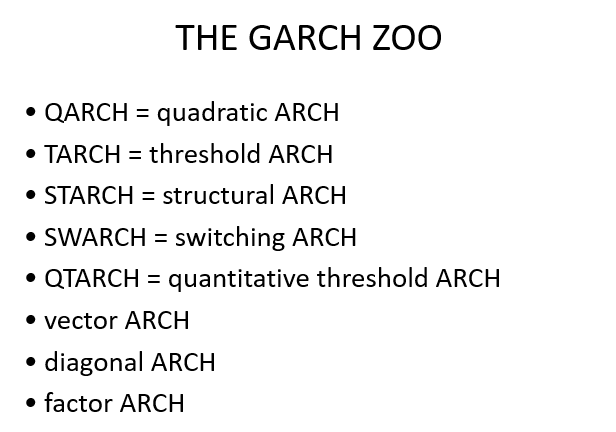 THE GARCH ZOO
• QARCH = quadratic ARCH
• TARCH = threshold ARCH
• STARCH = structural ARCH
• SWARCH = switching ARCH
• QTARCH = quantitative threshold ARCH
• vector ARCH
• diagonal ARCH
• factor ARCH